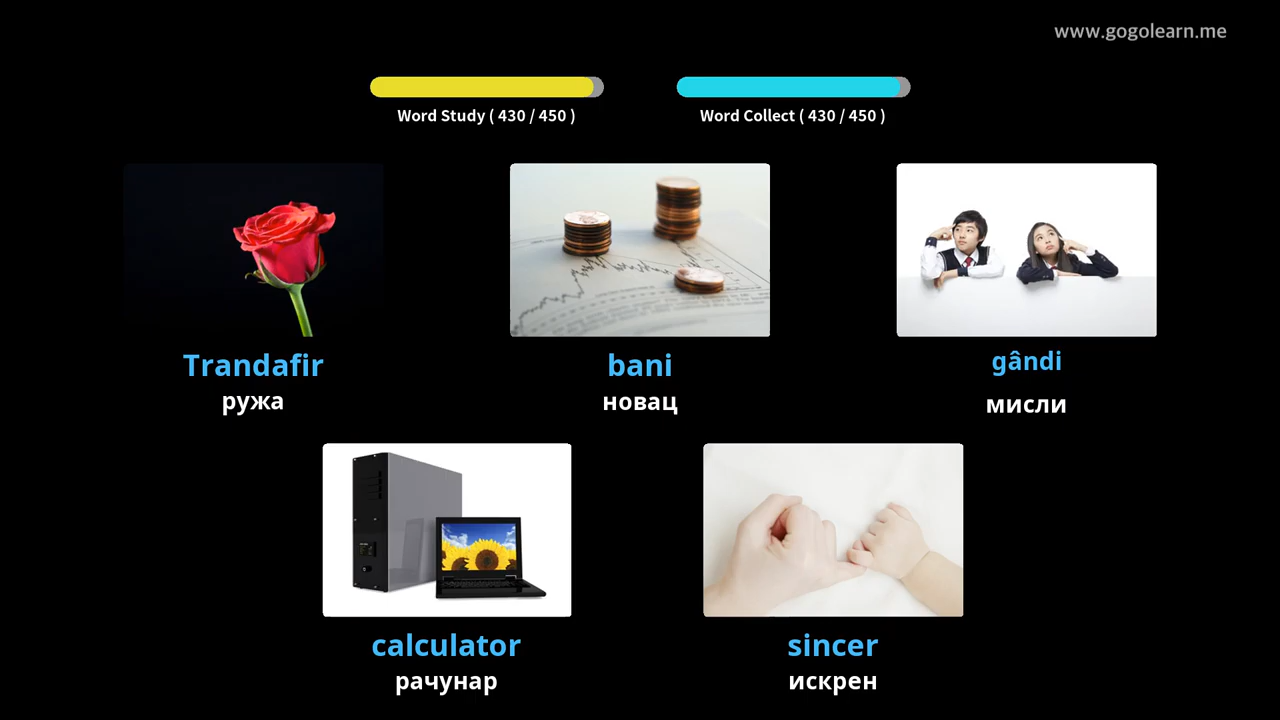 www.gogolearn.me
Word Study ( 430 / 450 )
Word Collect ( 430 / 450 )
Trandafir
ружа
bani
новац
gândi
мисли
calculator
рачунар
sincer
искрен